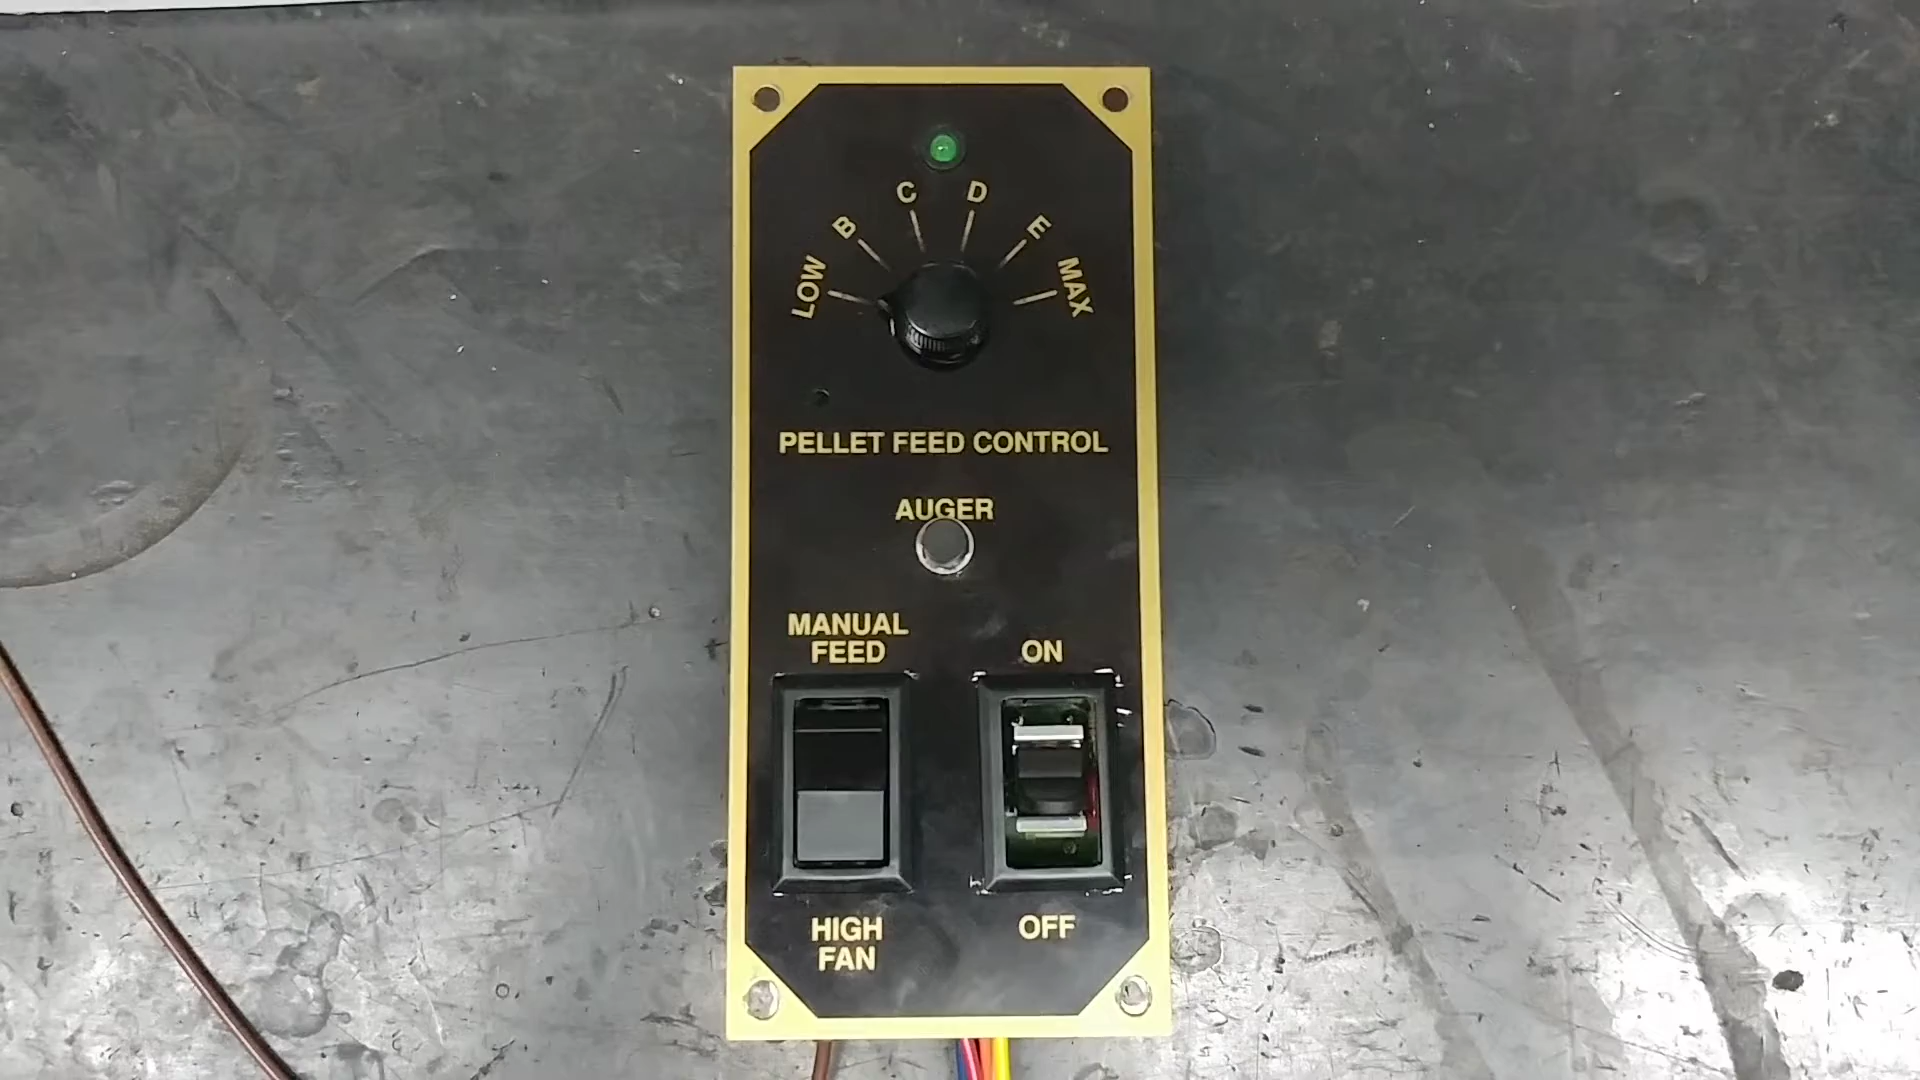 C D
B E
LOW MAX
PELLET FEED CONTROL
AUGER
MANUAL
FEED
ON
HIGH
FAN
OFF